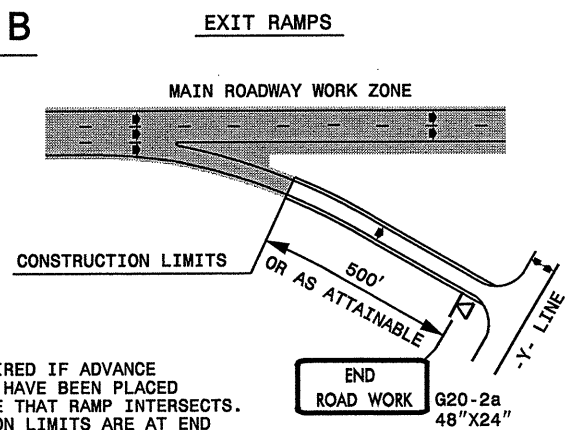 B
EXIT RAMPS
MAIN ROADWAY WORK ZONE
CONSTRUCTION LIMITS
500'
OR AS ATTAINABLE
-Y- LINE
END
ROAD WORK
G20-2a
48"X24"
IRED IF ADVANCE
HAVE BEEN PLACED
E THAT RAMP INTERSECTS.
ON LIMITS ARE AT END